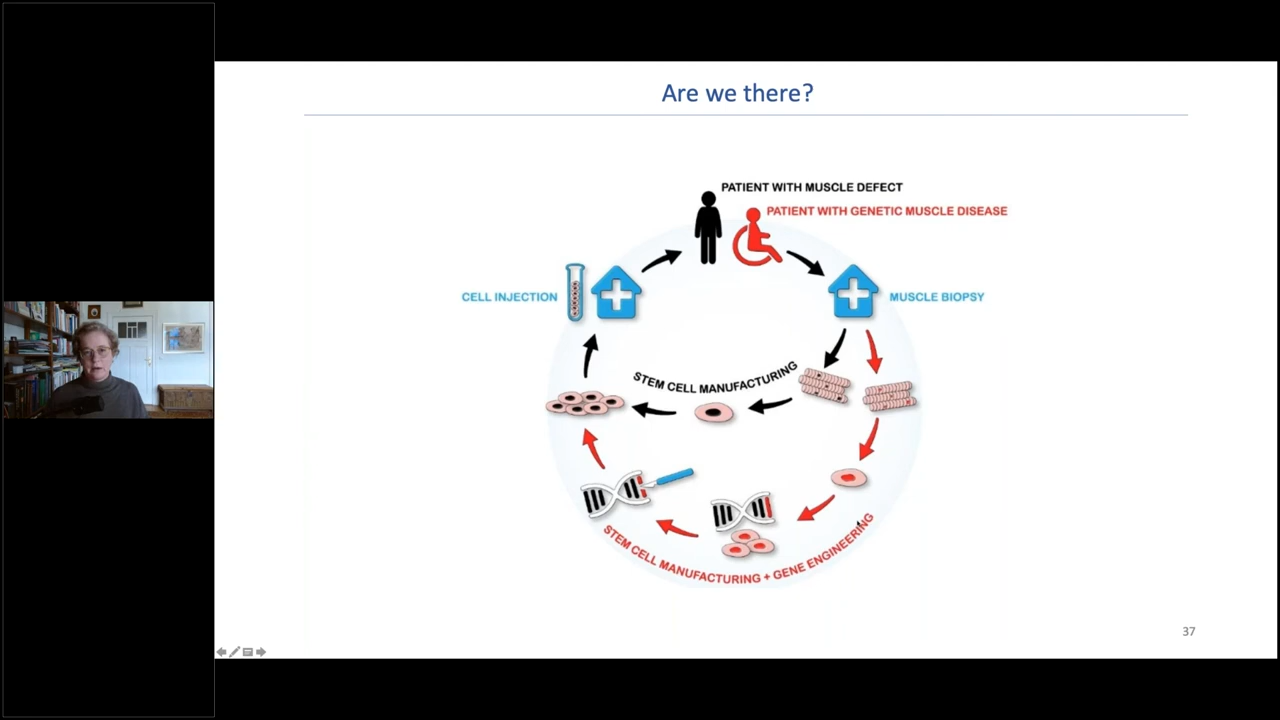 Are we there?
PATIENT WITH MUSCLE DEFECT
PATIENT WITH GENETIC MUSCLE DISEASE
CELL INJECTION
MUSCLE BIOPSY
STEM CELL MANUFACTURING
STEM CELL MANUFACTURING + GENE ENGINEERING
37